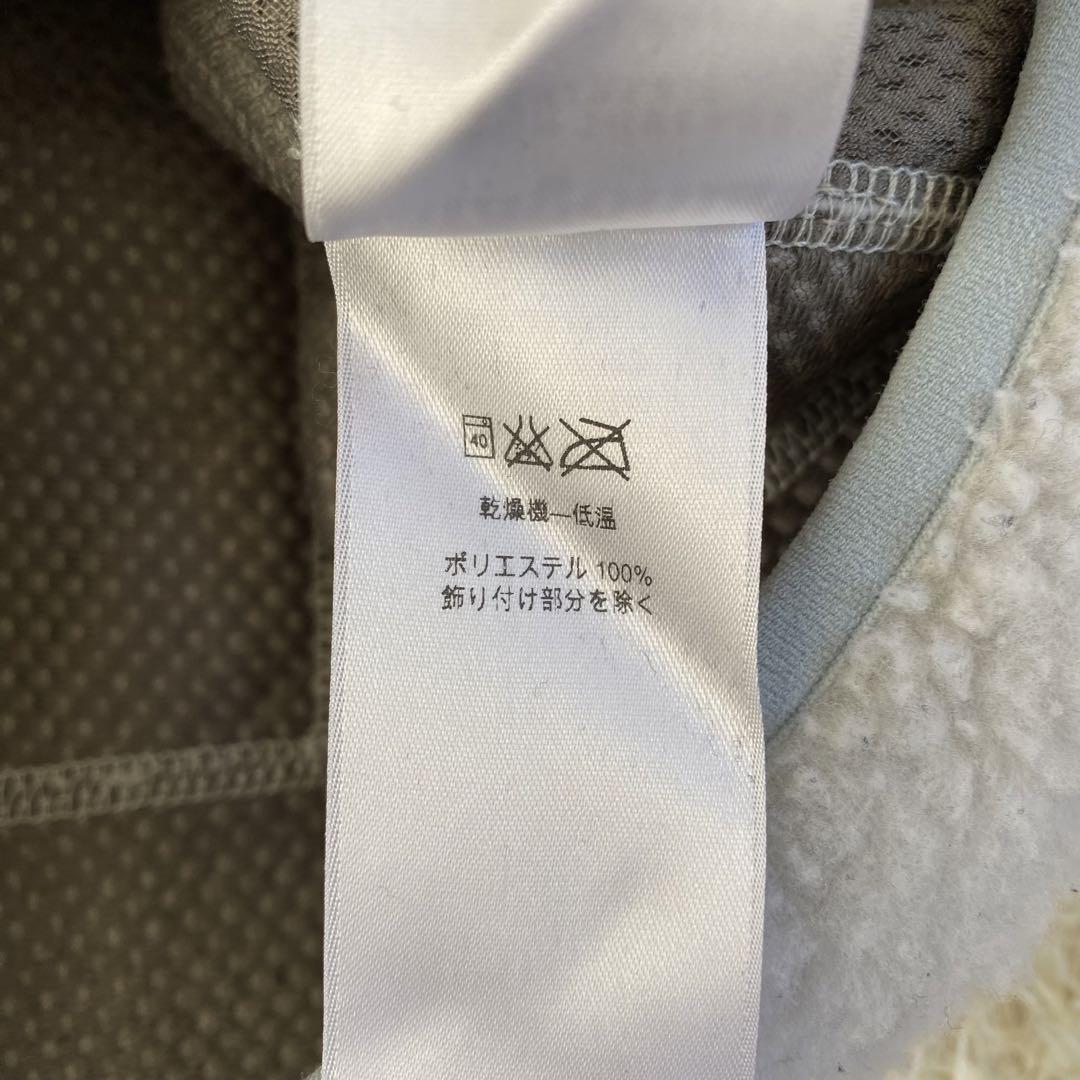 40
乾燥機—低温
ポリエステル 100%
飾り付け部分を除く